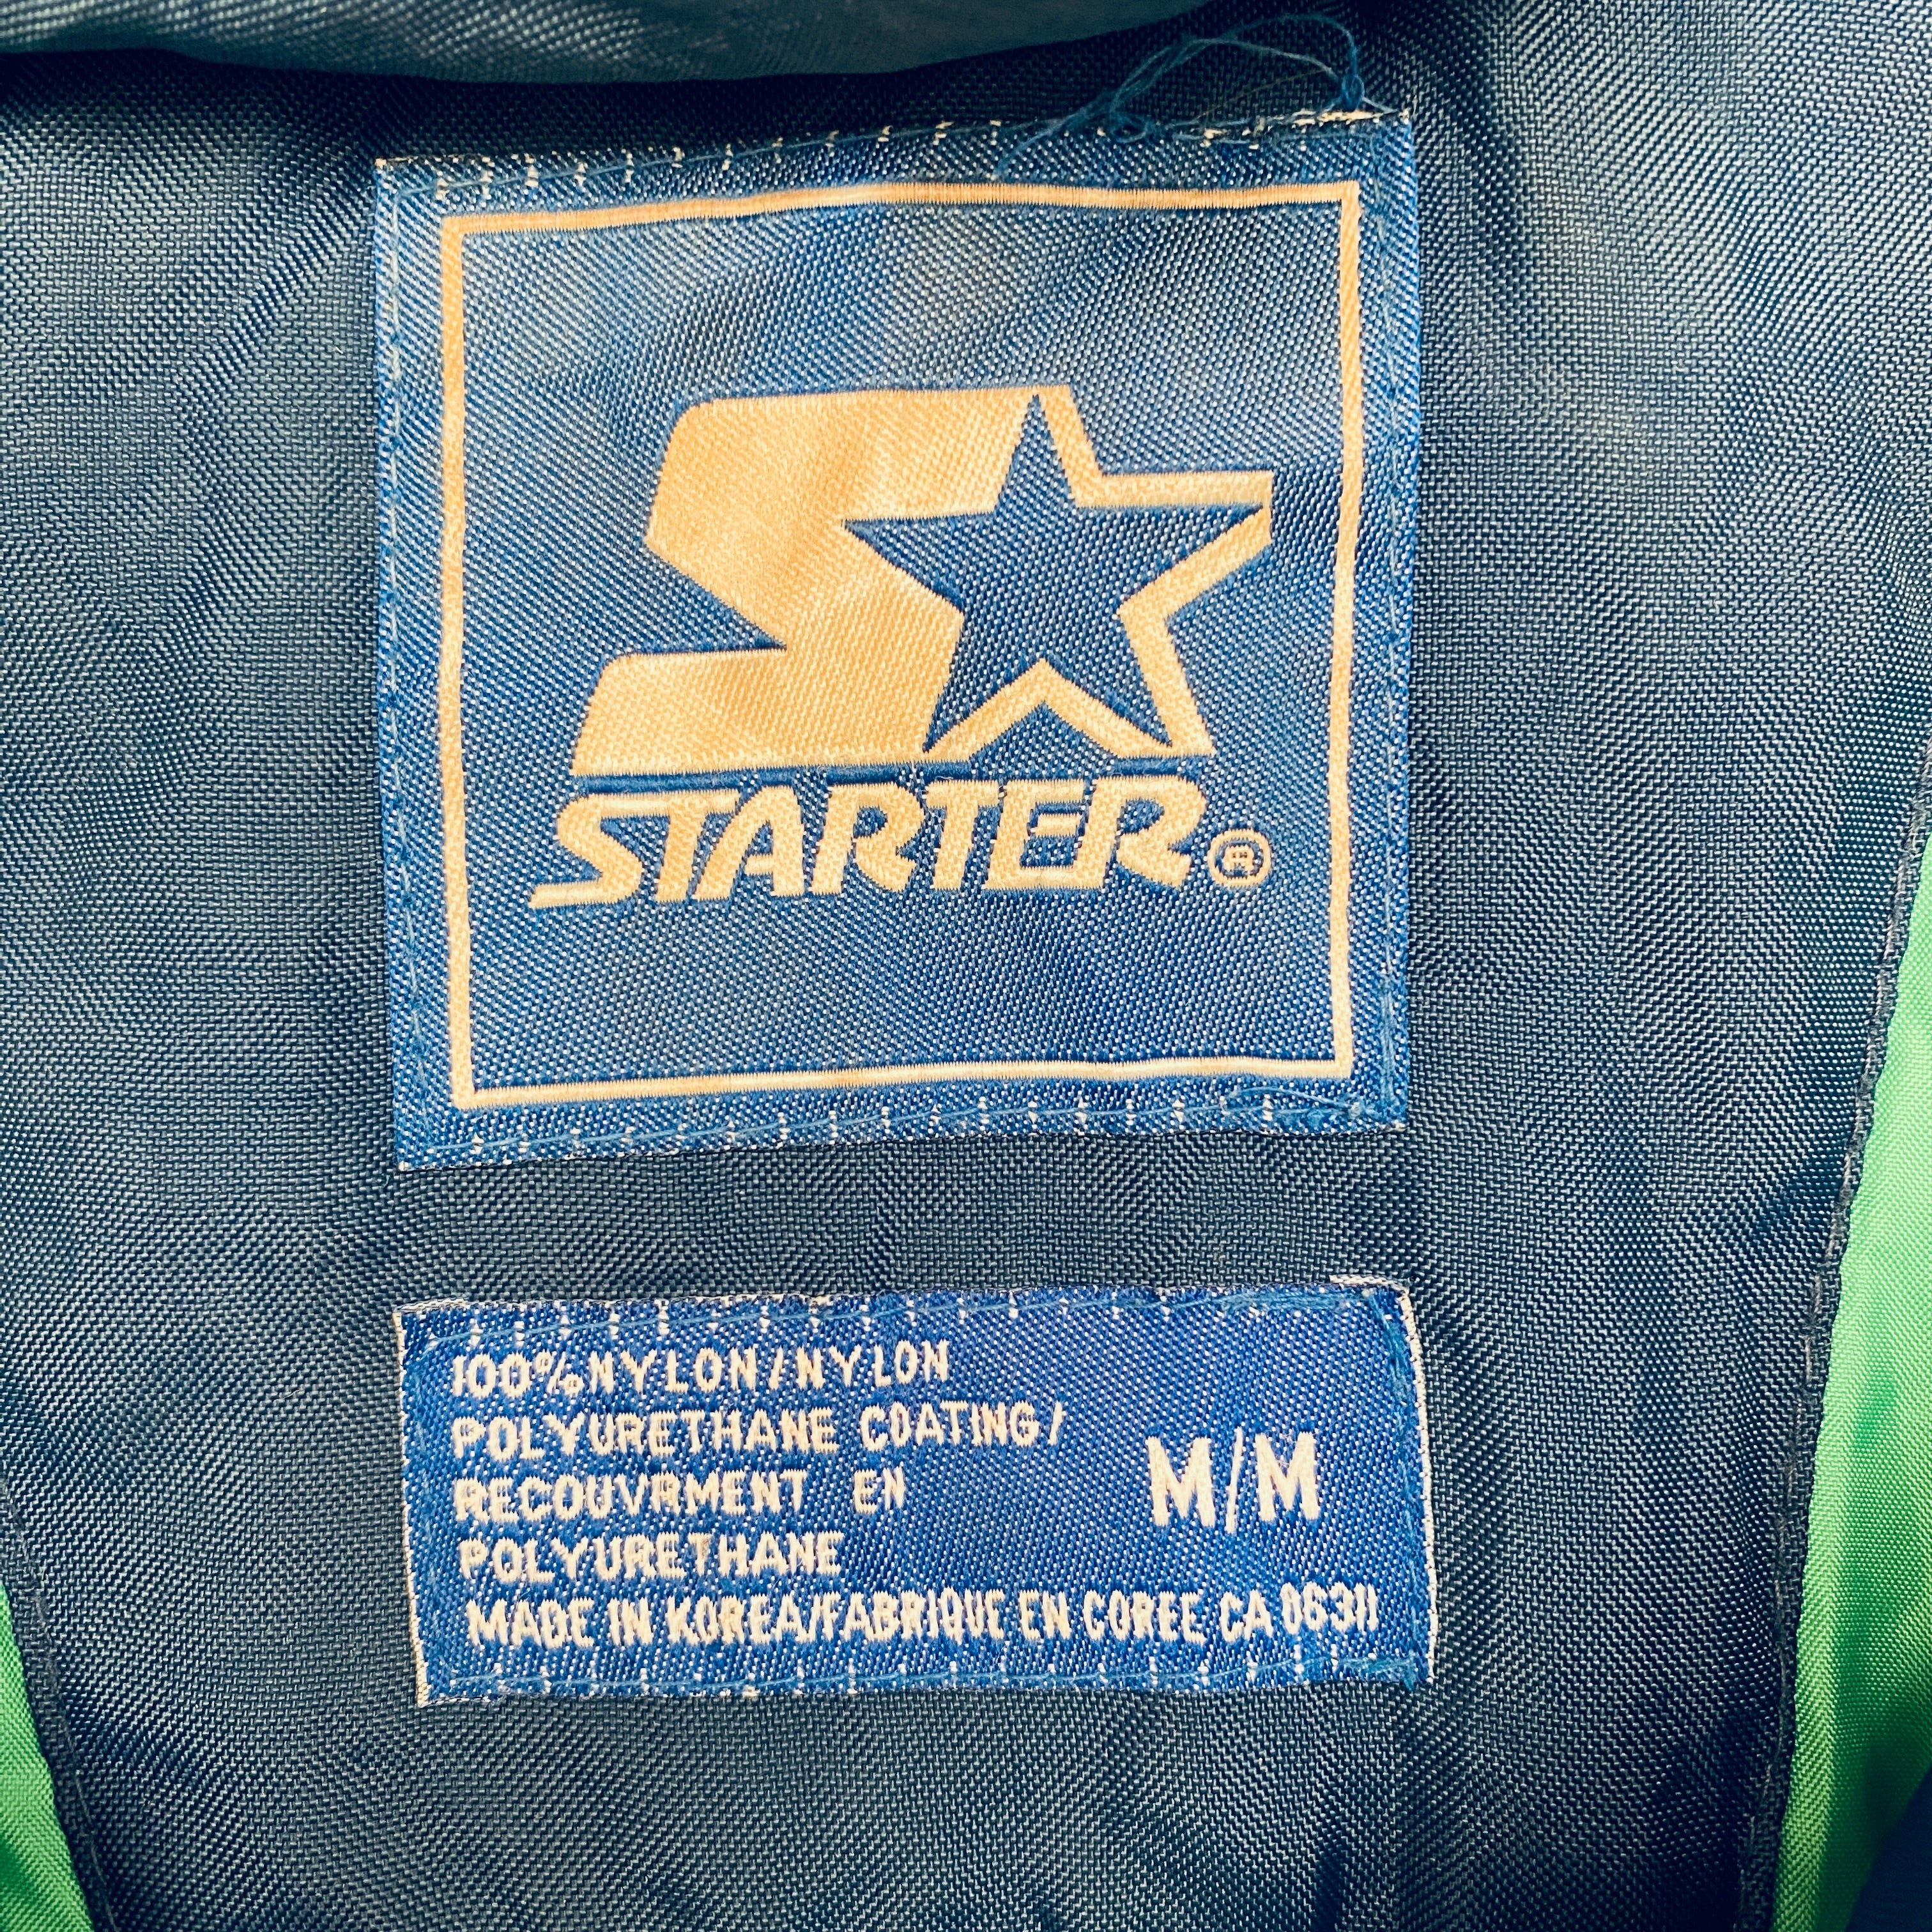 STARTER®
100% NYLON/NYLON
POLYURETHANE COATING/
RECOUVRMENT EN
POLYURETHANE
M/M
MADE IN KOREA/FABRIQUE EN COREE CA 06311